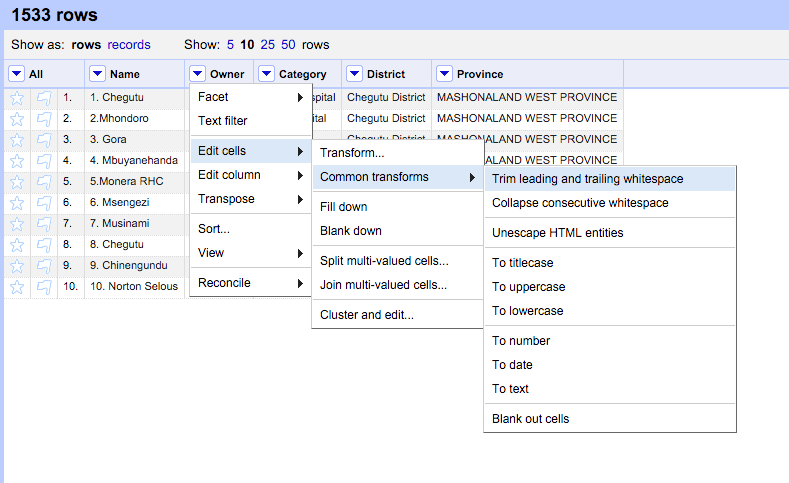 1533 rows
Show as: rows records Show: 5 10 25 50 rows
All Name Owner Category District Province
1. 1. Chegutu Chegutu District MASHONALAND WEST PROVINCE
2. 2.Mhondoro Chegutu District MASHONALAND WEST PROVINCE
3. 3. Gora Chegutu District MASHONALAND WEST PROVINCE
4. 4. Mbuyanehanda MASHONALAND WEST PROVINCE
5. 5.Monera RHC
6. 6. Msengezi
7. 7. Musinami
8. 8. Chegutu
9. 9. Chinengundu
10. 10. Norton Selous
Facet
Text filter
Edit cells
Edit column
Transpose
Sort...
View
Reconcile
Transform...
Common transforms
Fill down
Blank down
Split multi-valued cells...
Join multi-valued cells...
Cluster and edit...
Trim leading and trailing whitespace
Collapse consecutive whitespace
Unescape HTML entities
To titlecase
To uppercase
To lowercase
To number
To date
To text
Blank out cells